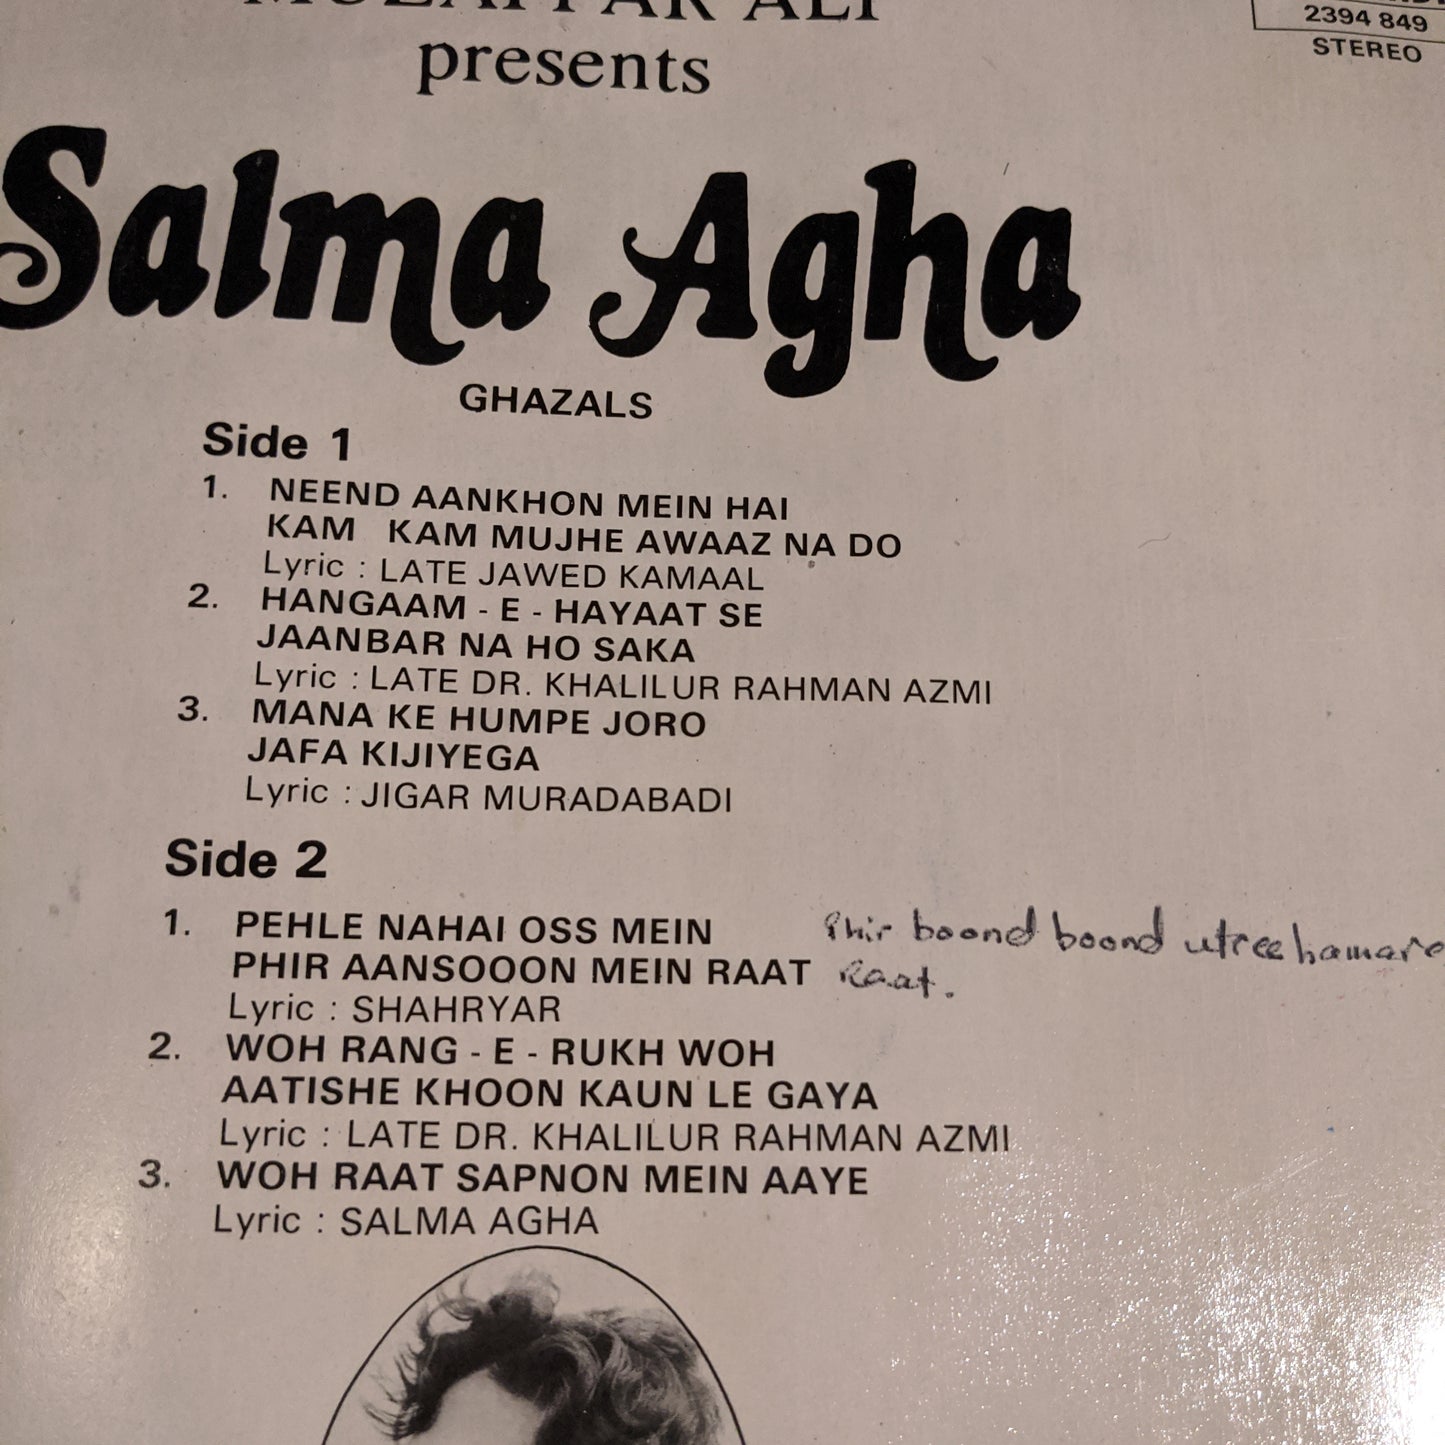 MUZAFFAR ALI
presents
2394 849
STEREO
Salma Agha
GHAZALS
Side 1
1. NEEND AANKHON MEIN HAI
KAM KAM MUJHE AWAAZ NA DO
Lyric : LATE JAWED KAMAAL
2. HANGAAM - E - HAYAAT SE
JAANBAR NA HO SAKA
Lyric : LATE DR. KHALILUR RAHMAN AZMI
3. MANA KE HUMPE JORO
JAFA KIJIYEGA
Lyric : JIGAR MURADABADI
Side 2
1. PEHLE NAHAI OSS MEIN Phir boond boond utree hamare
PHIR AANSOOON MEIN RAAT Raat.
Lyric : SHAHRYAR
2. WOH RANG - E - RUKH WOH
AATISHE KHOON KAUN LE GAYA
Lyric : LATE DR. KHALILUR RAHMAN AZMI
3. WOH RAAT SAPNON MEIN AAYE
Lyric : SALMA AGHA